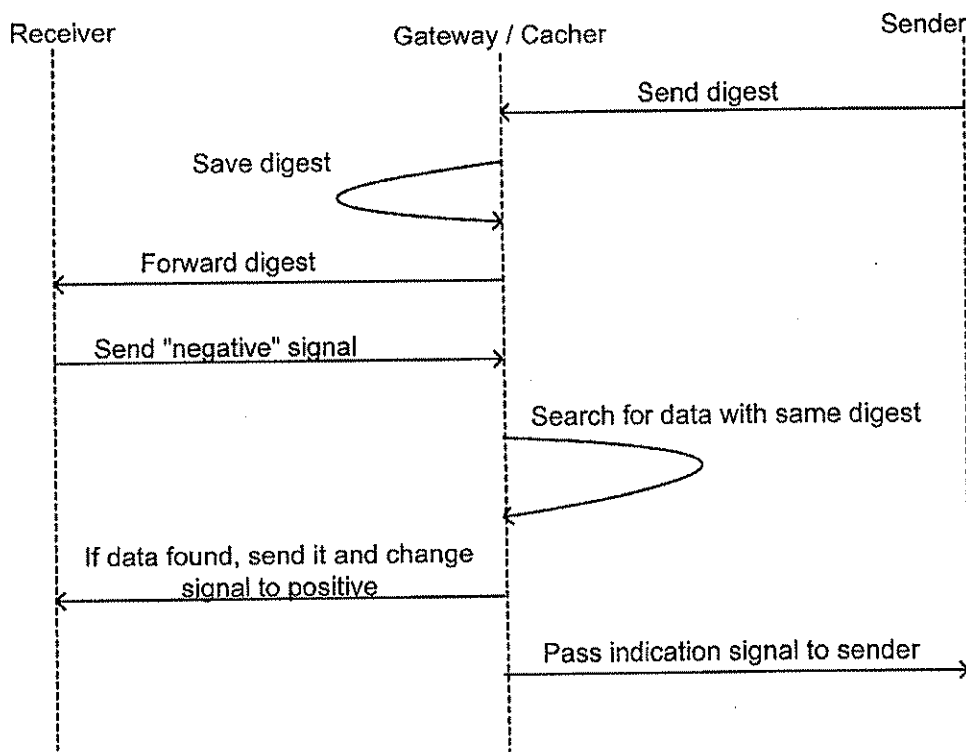 Receiver
Gateway / Cacher
Sender
Send digest
Save digest
Forward digest
Send "negative" signal
Search for data with same digest
If data found, send it and change
signal to positive
Pass indication signal to sender